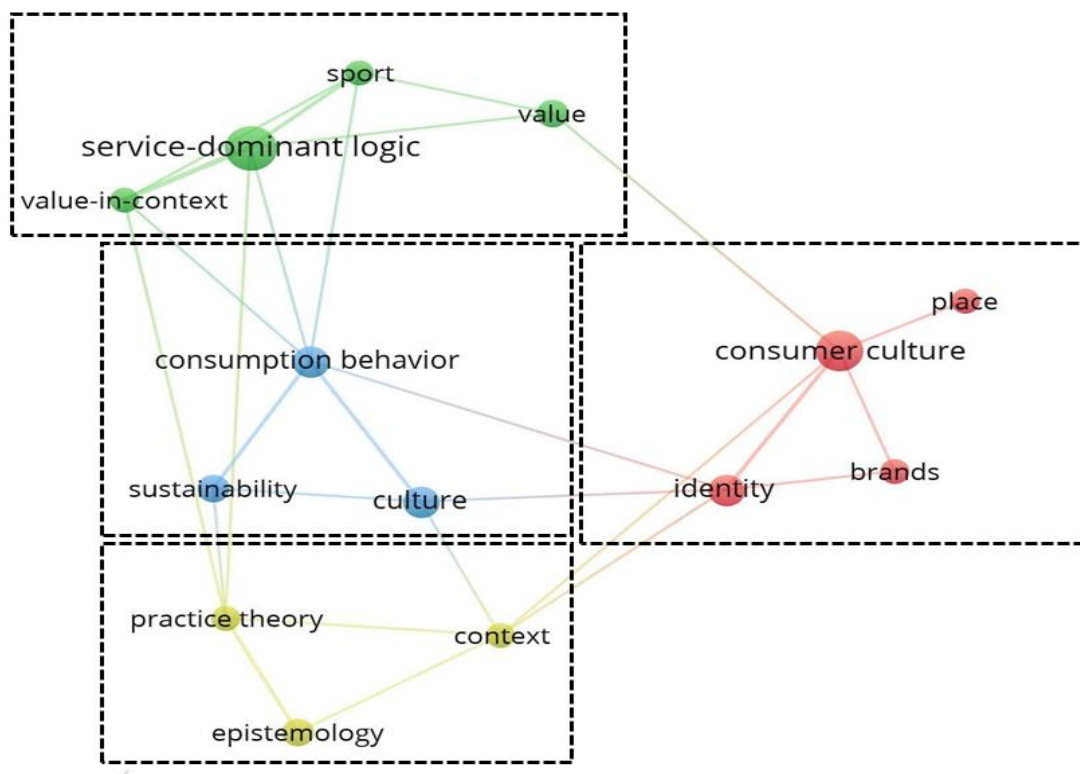 sport
value
service-dominant logic
value-in-context
place
consumer culture
consumption behavior
brands
identity
sustainability
culture
practice theory
context
epistemology